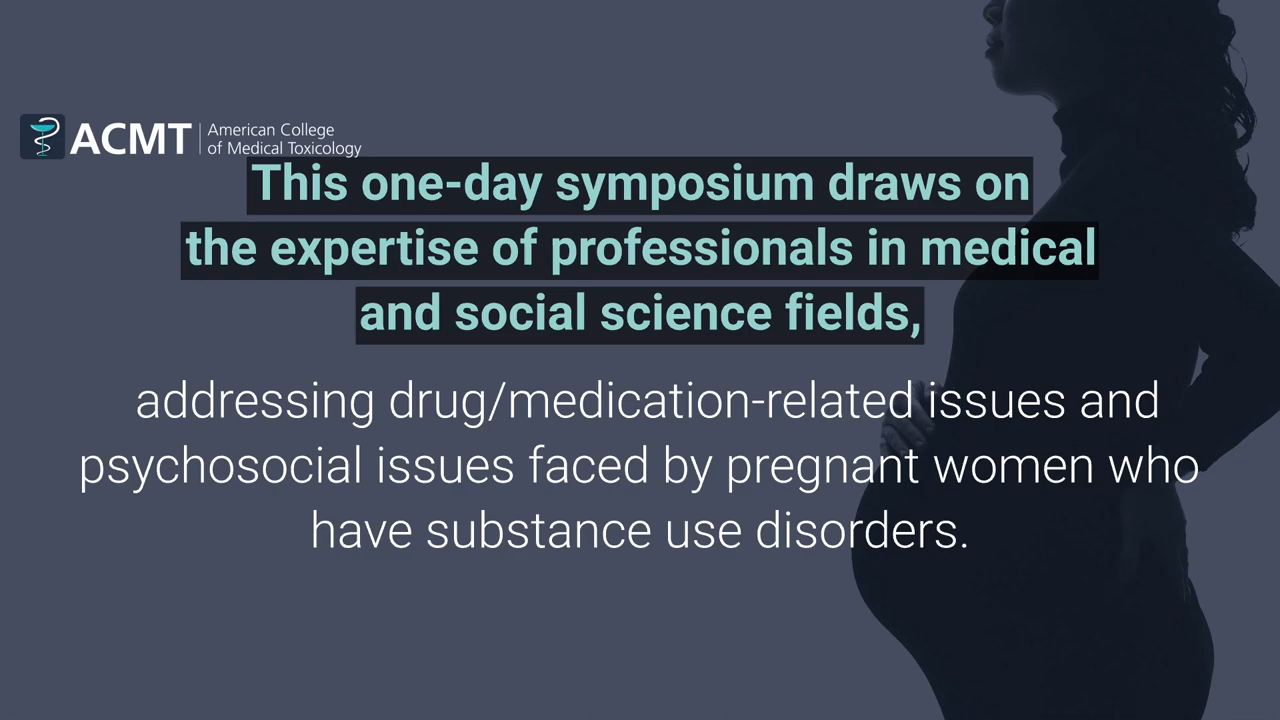 ACMT
American College
of Medical Toxicology
This one-day symposium draws on
the expertise of professionals in medical
and social science fields,
addressing drug/medication-related issues and
psychosocial issues faced by pregnant women who
have substance use disorders.